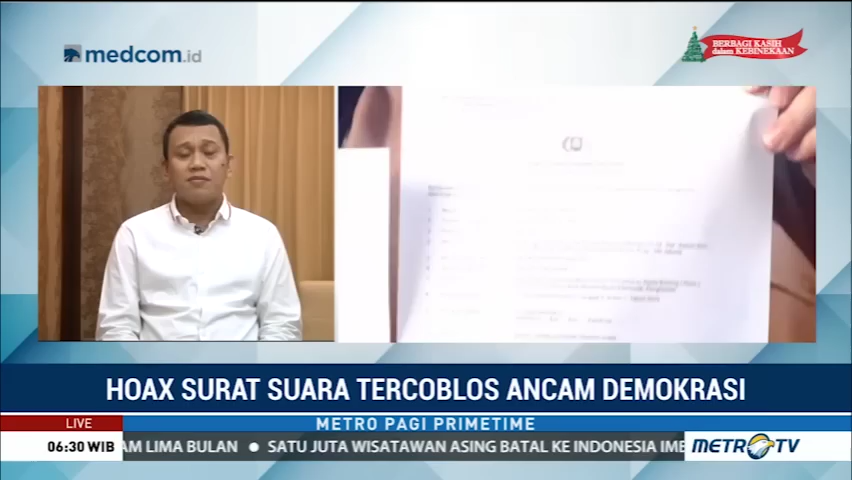 medcom.id
BERBAGI KASIH
dalam KEBINEKAAN
HOAX SURAT SUARA TERCOBLOS ANCAM DEMOKRASI
LIVE
METRO PAGI PRIMETIME
06:30 WIB
AM LIMA BULAN ● SATU JUTA WISATAWAN ASING BATAL KE INDONESIA IMB
METRO TV